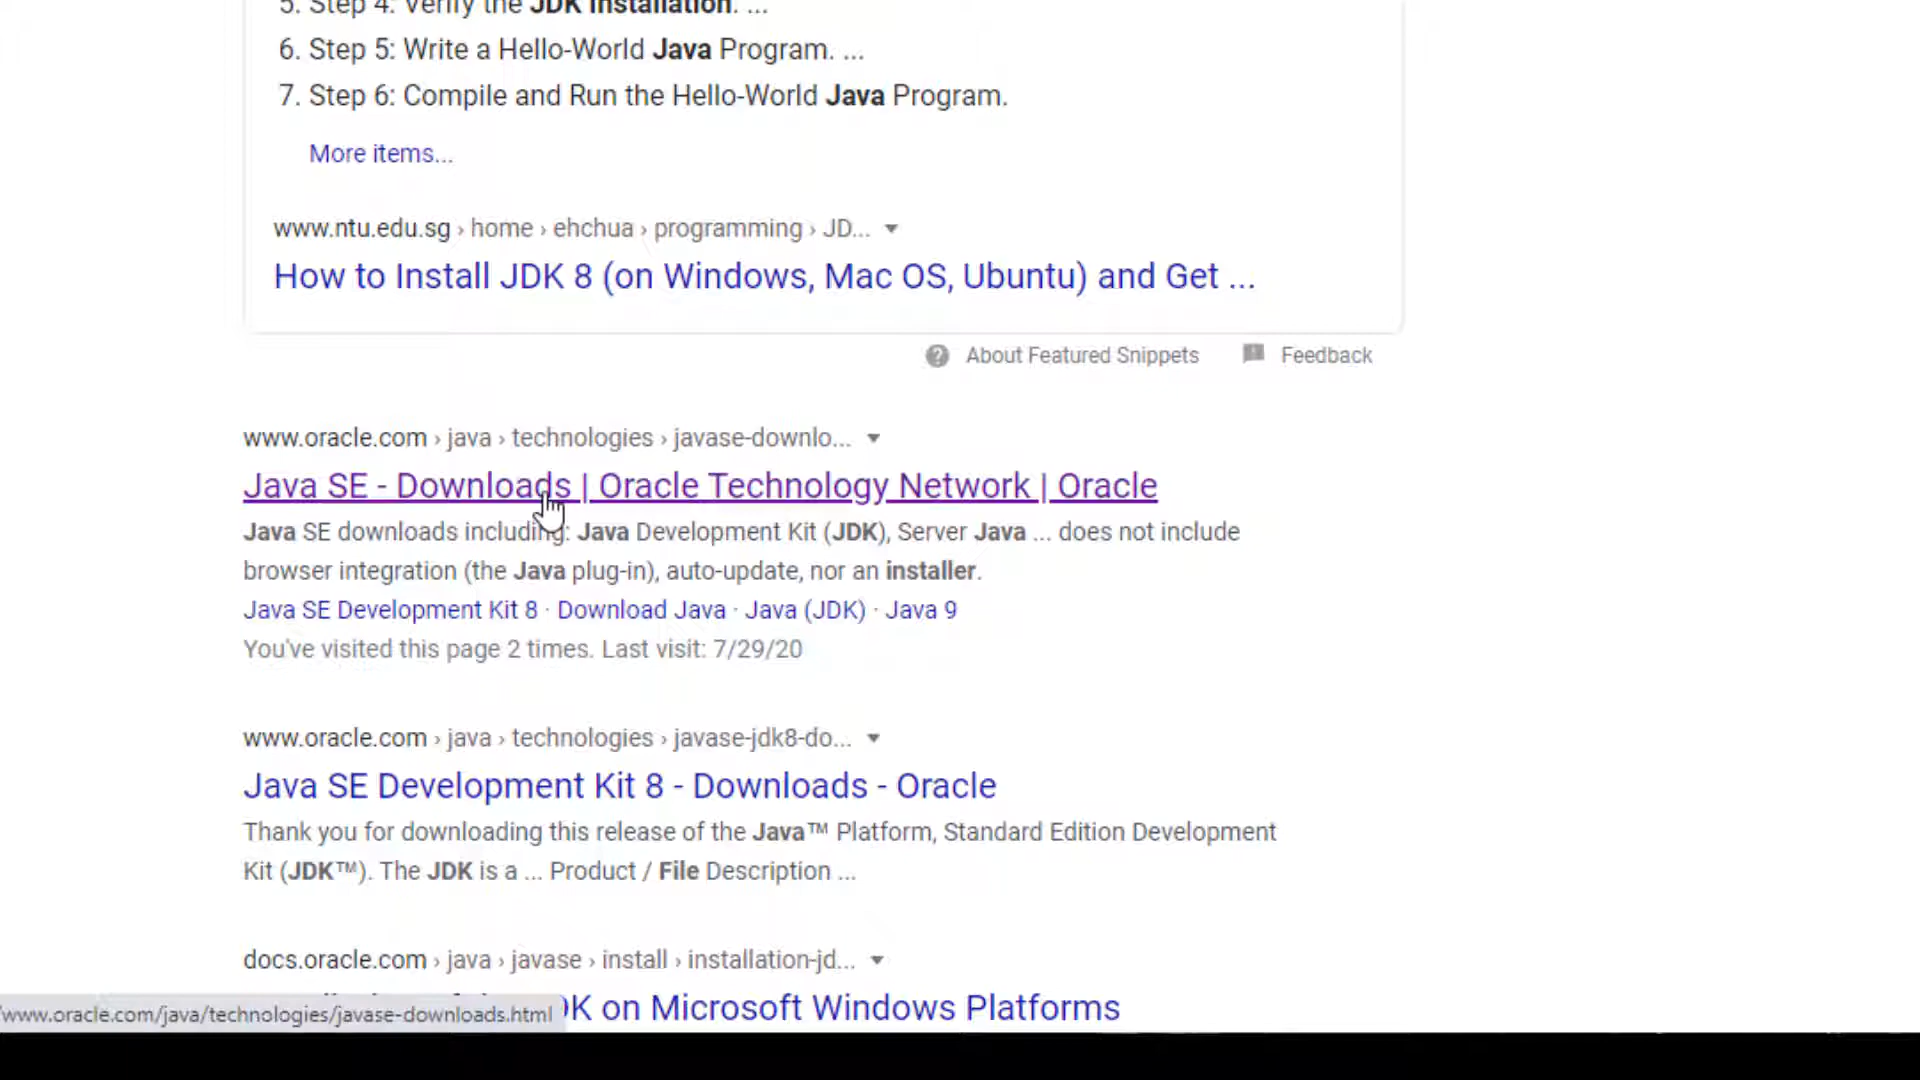 5. Step 4: Verify the JDK Installation. ...
6. Step 5: Write a Hello-World Java Program. ...
7. Step 6: Compile and Run the Hello-World Java Program.
More items...
www.ntu.edu.sg › home › ehchua › programming › JD...
How to Install JDK 8 (on Windows, Mac OS, Ubuntu) and Get ...
About Featured Snippets Feedback
www.oracle.com › java › technologies › javase-downlo...
Java SE - Downloads | Oracle Technology Network | Oracle
Java SE downloads including: Java Development Kit (JDK), Server Java ... does not include
browser integration (the Java plug-in), auto-update, nor an installer.
Java SE Development Kit 8 · Download Java · Java (JDK) · Java 9
You've visited this page 2 times. Last visit: 7/29/20
www.oracle.com › java › technologies › javase-jdk8-do...
Java SE Development Kit 8 - Downloads - Oracle
Thank you for downloading this release of the Java™ Platform, Standard Edition Development
Kit (JDK™). The JDK is a ... Product / File Description ...
docs.oracle.com › java › javase › install › installation-jd...
DK on Microsoft Windows Platforms
/www.oracle.com/java/technologies/javase-downloads.html